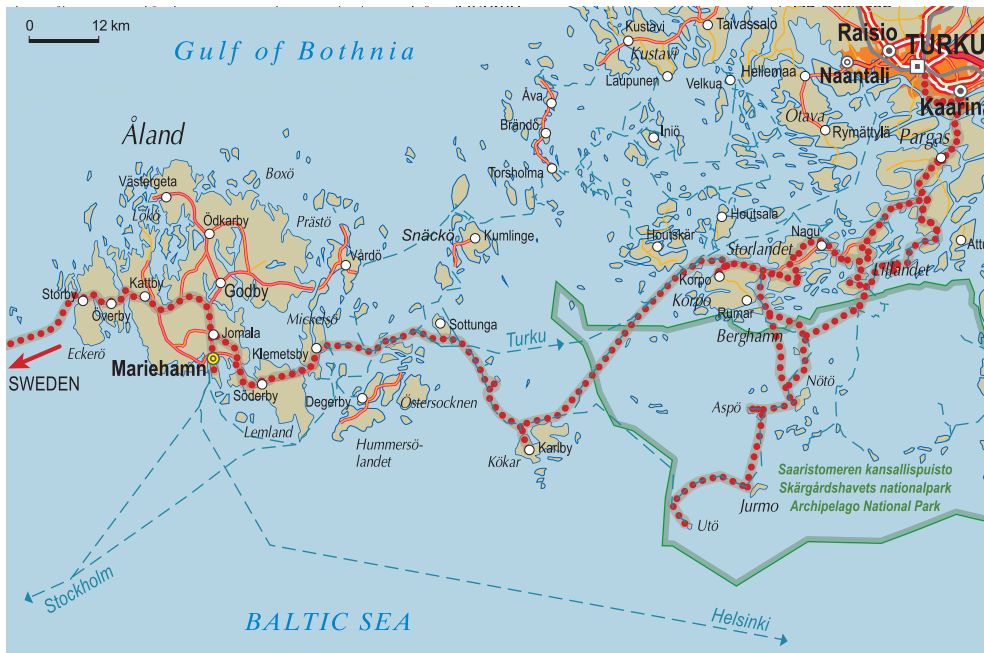 0 12 km
Gulf of Bothnia
Kustavi
Kustavi
Taivassalo
Raisio
TURKU
Naantali
Kaarina
Laupunen
Velkua
Hellemaa
Otava
Rymättylä
Pargas
Åva
Brändö
Torsholma
Iniö
Åland
Boxö
Västergeta
Lökö
Ödkarby
Prästö
Vårdö
Snäckö
Kumlinge
Houtskär
Houtsala
Storlandet
Nagu
Lillandet
Attu
Storby
Överby
Kattby
Godby
Eckerö
Jomala
Mickelsö
Klemetsby
Mariehamn
SWEDEN
Söderby
Lemland
Degerby
Östersocknen
Hummersö-
landet
Sottunga
Turku
Korpo
Korpo
Rumar
Berghamn
Nötö
Aspö
Kökar
Karlby
Jurmo
Utö
Saaristomeren kansallispuisto
Skärgårdshavets nationalpark
Archipelago National Park
Stockholm
Helsinki
BALTIC SEA